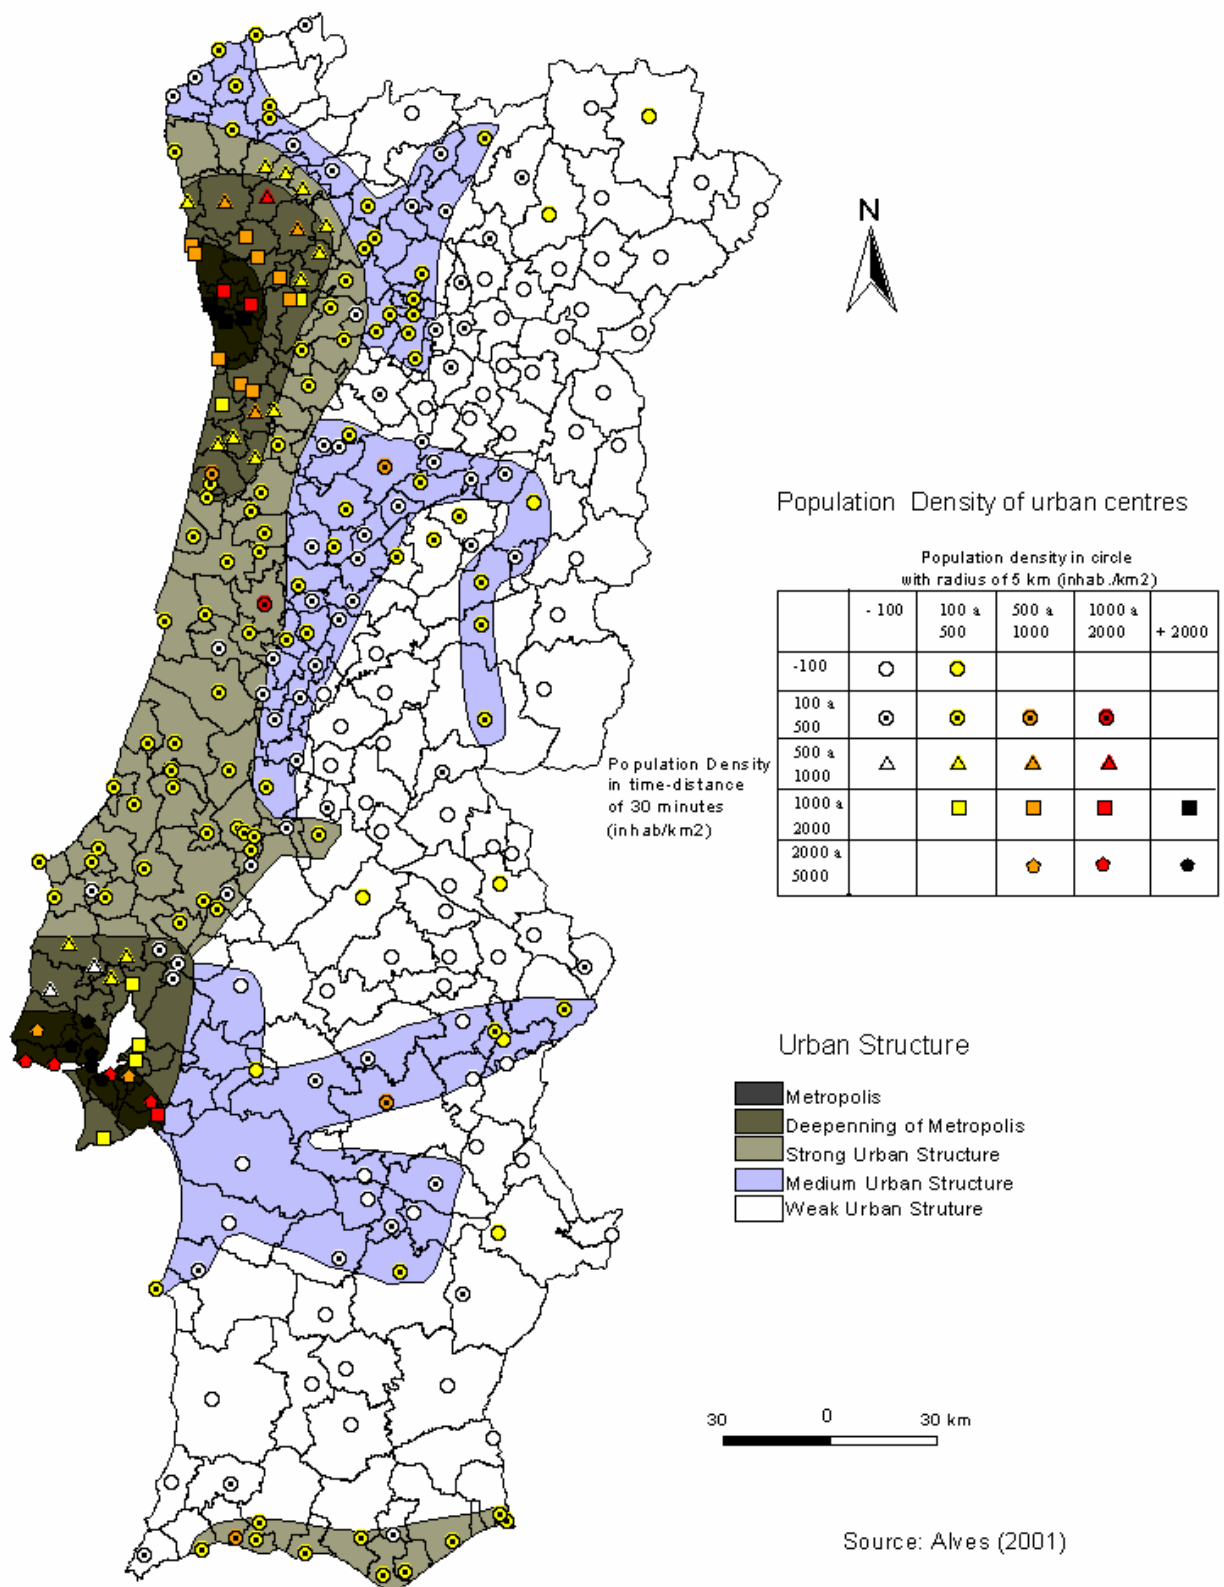 N
Population Density of urban centres
Population density in circle
with radius of 5 km (inhab./km2)
- 100
100 a
500
500 a
1000
1000 a
2000
+ 2000
-100
100 a
500
500 a
1000
1000 a
2000
2000 a
5000
Population Density
in time-distance
of 30 minutes
(inhab/km2)
Urban Structure
Metropolis
Deepenning of Metropolis
Strong Urban Structure
Medium Urban Structure
Weak Urban Struture
30
0
30 km
Source: Alves (2001)